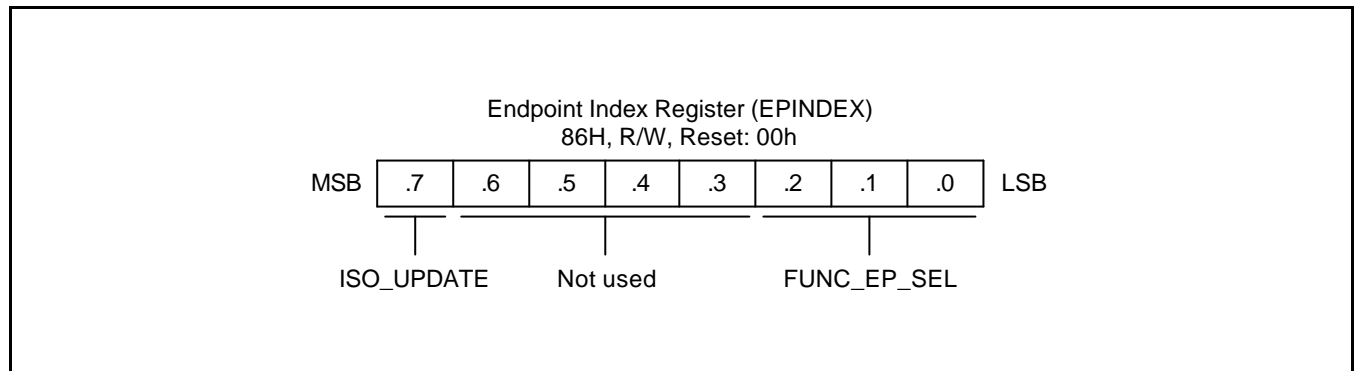 Endpoint Index Register (EPINDEX)
86H, R/W, Reset: 00h
MSB .7 .6 .5 .4 .3 .2 .1 .0 LSB
ISO_UPDATE Not used FUNC_EP_SEL